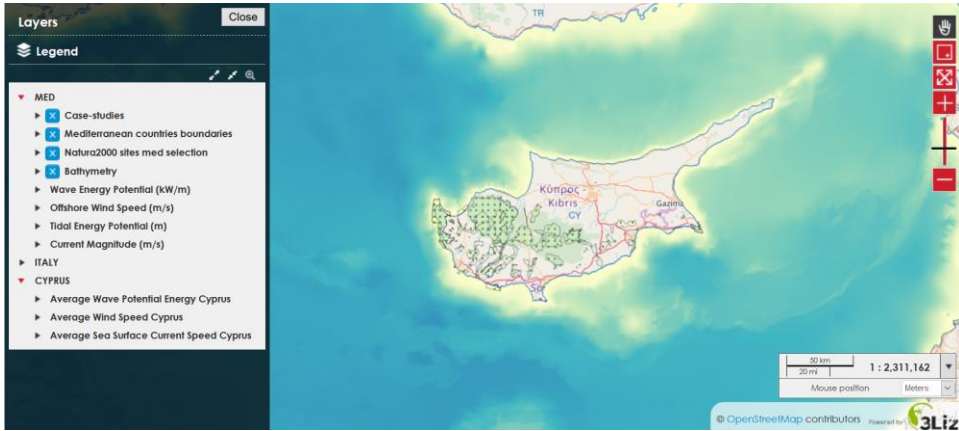 Layers
Close
Legend
MED
Case-studies
Mediterranean countries boundaries
Natura2000 sites med selection
Bathymetry
Wave Energy Potential (kW/m)
Offshore Wind Speed (m/s)
Tidal Energy Potential (m)
Current Magnitude (m/s)
ITALY
CYPRUS
Average Wave Potential Energy Cyprus
Average Wind Speed Cyprus
Average Sea Surface Current Speed Cyprus
TR
Κύπρος -
Kıbrıs
CY
50 km
20 mi
1 : 2,311,162
Mouse position
Meters
© OpenStreetMap contributors
Powered by
3Liz